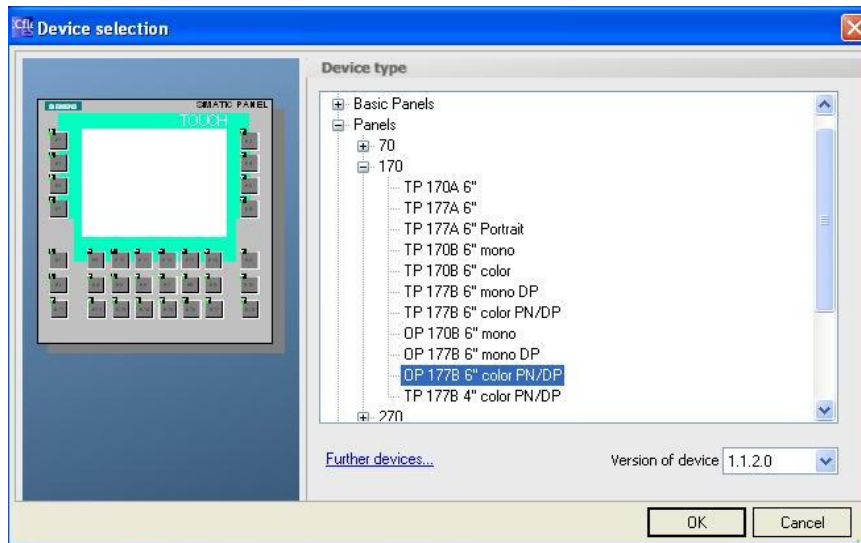 Device selection
SIEMENS
SIMATIC PANEL
TOUCH
Device type
Basic Panels
Panels
70
170
TP 170A 6"
TP 177A 6"
TP 177A 6" Portrait
TP 170B 6" mono
TP 170B 6" color
TP 177B 6" mono DP
TP 177B 6" color PN/DP
OP 170B 6" mono
OP 177B 6" mono DP
OP 177B 6" color PN/DP
TP 177B 4" color PN/DP
270
Further devices...
Version of device 1.1.2.0
OK
Cancel